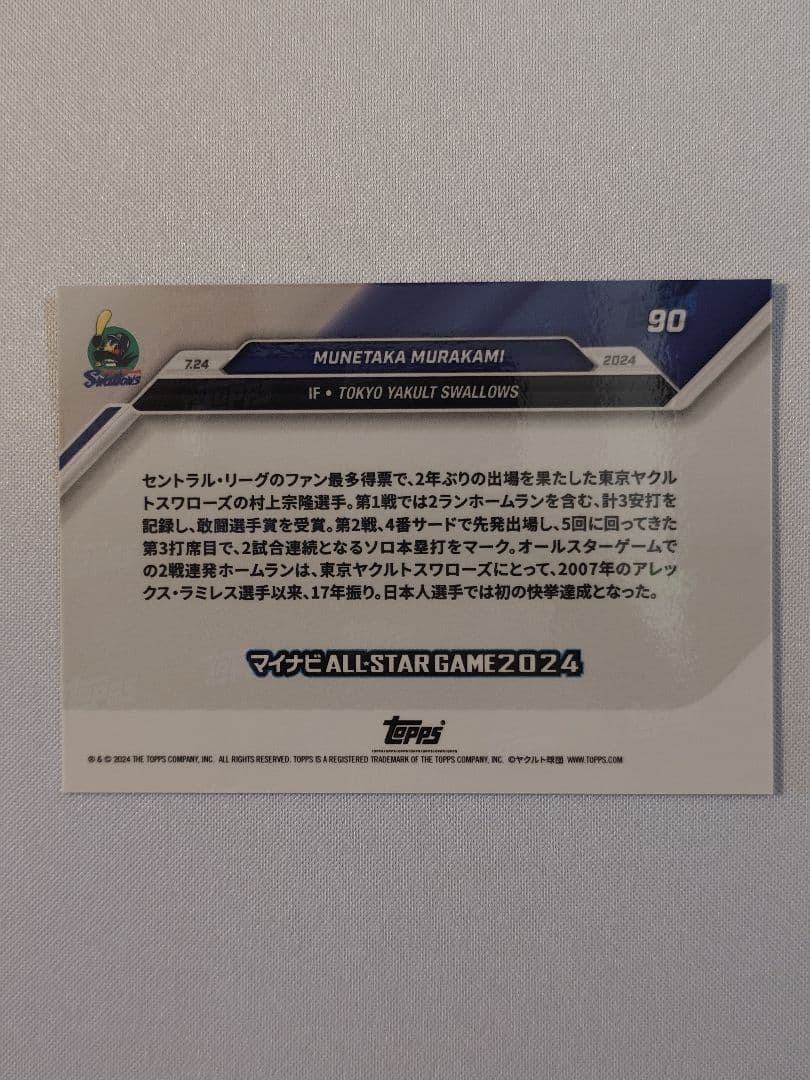 90
Swallows
7.24
MUNETAKA MURAKAMI
2024
IF • TOKYO YAKULT SWALLOWS
セントラル・リーグのファン最多得票で、2年ぶりの出場を果たした東京ヤクル
トスワローズの村上宗隆選手。第1戦では2ランホームランを含む、計3安打を
記録し、敢闘選手賞を受賞。第2戦、4番サードで先発出場し、5回に回ってきた
第3打席目で、2試合連続となるソロ本塁打をマーク。オールスターゲームで
の2戦連発ホームランは、東京ヤクルトスワローズにとって、2007年のアレッ
クス・ラミレス選手以来、17年振り。日本人選手では初の快挙達成となった。
マイナビ ALL-STAR GAME 2024
topps
® & © 2024 THE TOPPS COMPANY, INC. ALL RIGHTS RESERVED. TOPPS IS A REGISTERED TRADEMARK OF THE TOPPS COMPANY, INC. ©ヤクルト球団 WWW.TOPPS.COM